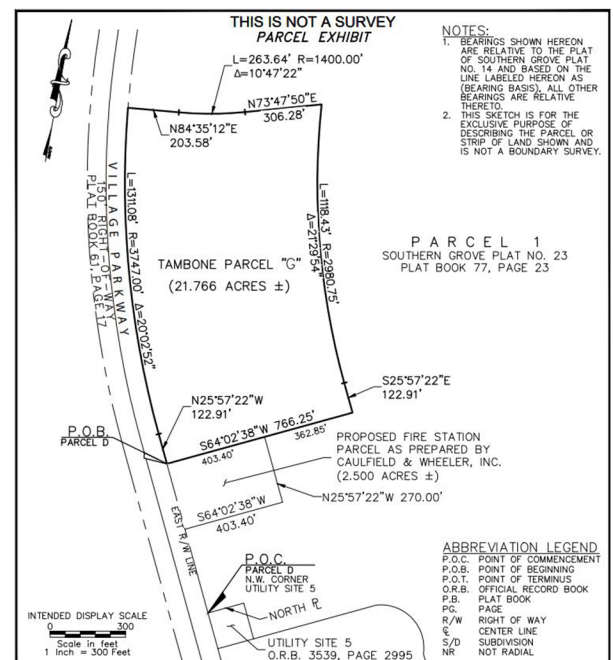 THIS IS NOT A SURVEY
PARCEL EXHIBIT
NOTES:
1. BEARINGS SHOWN HEREON
ARE RELATIVE TO THE PLAT
OF SOUTHERN GROVE PLAT
NO. 14 AND BASED ON THE
LINE LABELED HEREON AS
(BEARING BASIS), ALL OTHER
BEARINGS ARE RELATIVE
THERETO.
2. THIS SKETCH IS FOR THE
EXCLUSIVE PURPOSE OF
DESCRIBING THE PARCEL OR
STRIP OF LAND SHOWN AND
IS NOT A BOUNDARY SURVEY.
L=263.64' R=1400.00'
Δ=10°47'22"
N73°47'50"E
306.28'
N84°35'12"E
203.58'
VILLAGE PARKWAY
150' RIGHT-OF-WAY
PLAT BOOK 61, PAGE 17
L=1311.08' R=3747.00' Δ=20°02'52"
TAMBONE PARCEL "G"
(21.766 ACRES ±)
L=1118.43' R=2980.75'
Δ=21°29'54"
PARCEL 1
SOUTHERN GROVE PLAT NO. 23
PLAT BOOK 77, PAGE 23
N25°57'22"W
122.91'
S25°57'22"E
122.91'
P.O.B.
PARCEL D
S64°02'38"W 766.25'
403.40'
362.85'
PROPOSED FIRE STATION
PARCEL AS PREPARED BY
CAULFIELD & WHEELER, INC.
(2.500 ACRES ±)
N25°57'22"W 270.00'
S64°02'38"W
403.40'
EAST R/W LINE
P.O.C.
PARCEL D
N.W. CORNER
UTILITY SITE 5
NORTH ⅊
UTILITY SITE 5
O.R.B. 3539, PAGE 2995
INTENDED DISPLAY SCALE
0 300
Scale in feet
1 Inch = 300 Feet
ABBREVIATION LEGEND
P.O.C. POINT OF COMMENCEMENT
P.O.B. POINT OF BEGINNING
P.O.T. POINT OF TERMINUS
O.R.B. OFFICIAL RECORD BOOK
P.B. PLAT BOOK
PG. PAGE
R/W RIGHT OF WAY
℄ CENTER LINE
S/D SUBDIVISION
NR NOT RADIAL